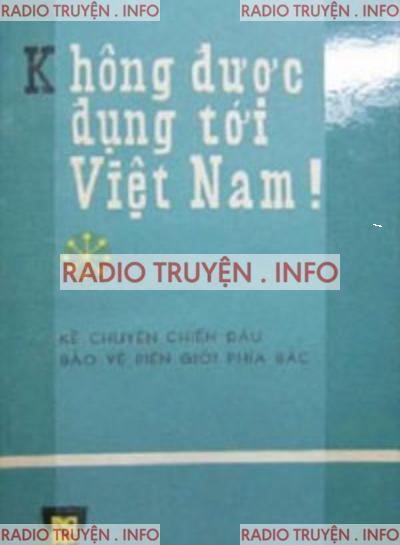 RADIO TRUYỆN . INFO RADIO TRUYỆN . INFO
Không được
đụng tới
Việt Nam!
RADIO TRUYỆN . INFO
KỂ CHUYỆN CHIẾN ĐẤU
BẢO VỆ BIÊN GIỚI PHÍA BẮC
RADIO TRUYỆN . INFO RADIO TRUYỆN . INFO